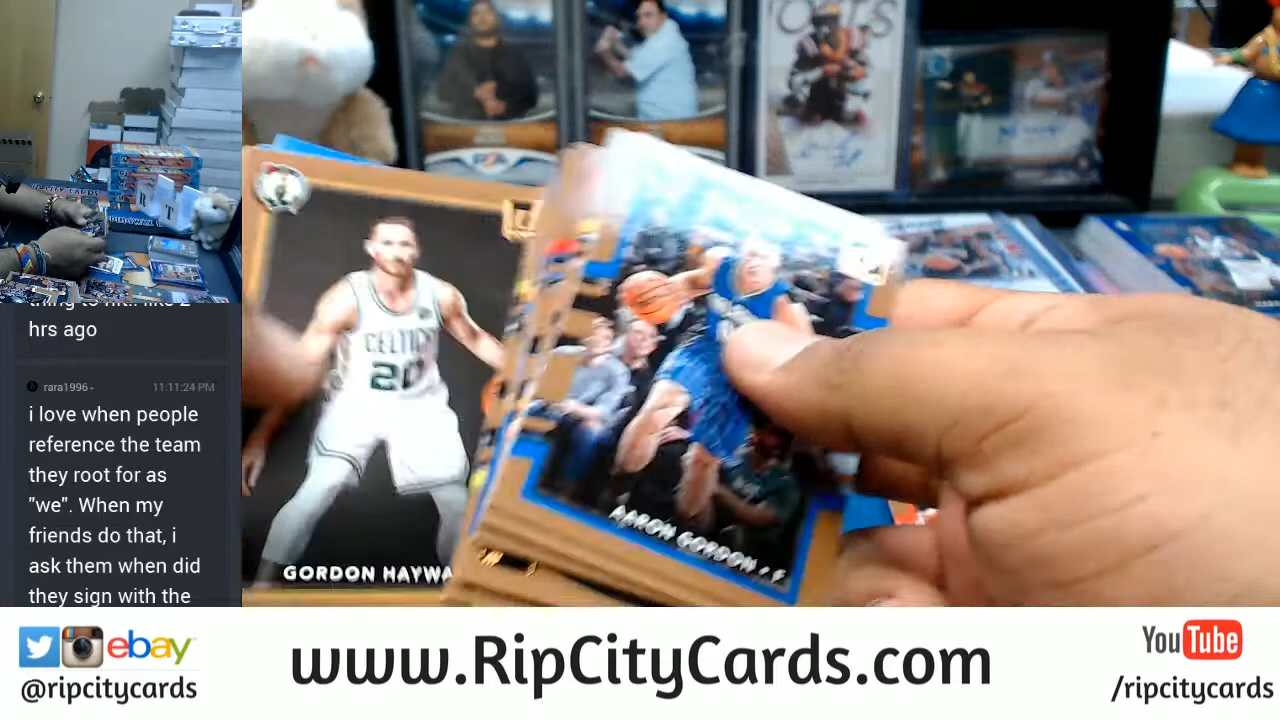 hrs ago
rara1996-
11:11:24 PM
i love when people
reference the team
they root for as
"we". When my
friends do that, i
ask them when did
they sign with the
CELTICS
20
GORDON HAYWA
AARON GORDON • F
R T
ebay
@ripcitycards
www.RipCityCards.com
YouTube
/ripcitycards